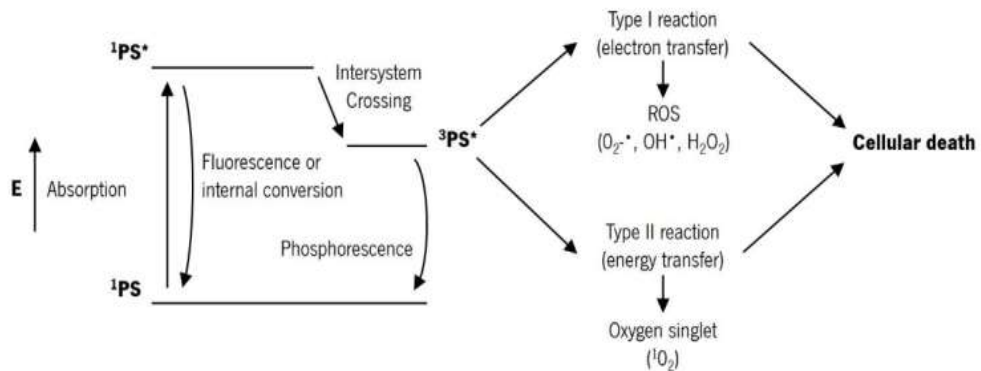 ¹PS*
Intersystem
Crossing
³PS*
E
Absorption
Fluorescence or
internal conversion
Phosphorescence
¹PS
Type I reaction
(electron transfer)
ROS
(O₂-•, OH•, H₂O₂)
Type II reaction
(energy transfer)
Oxygen singlet
(¹O₂)
Cellular death